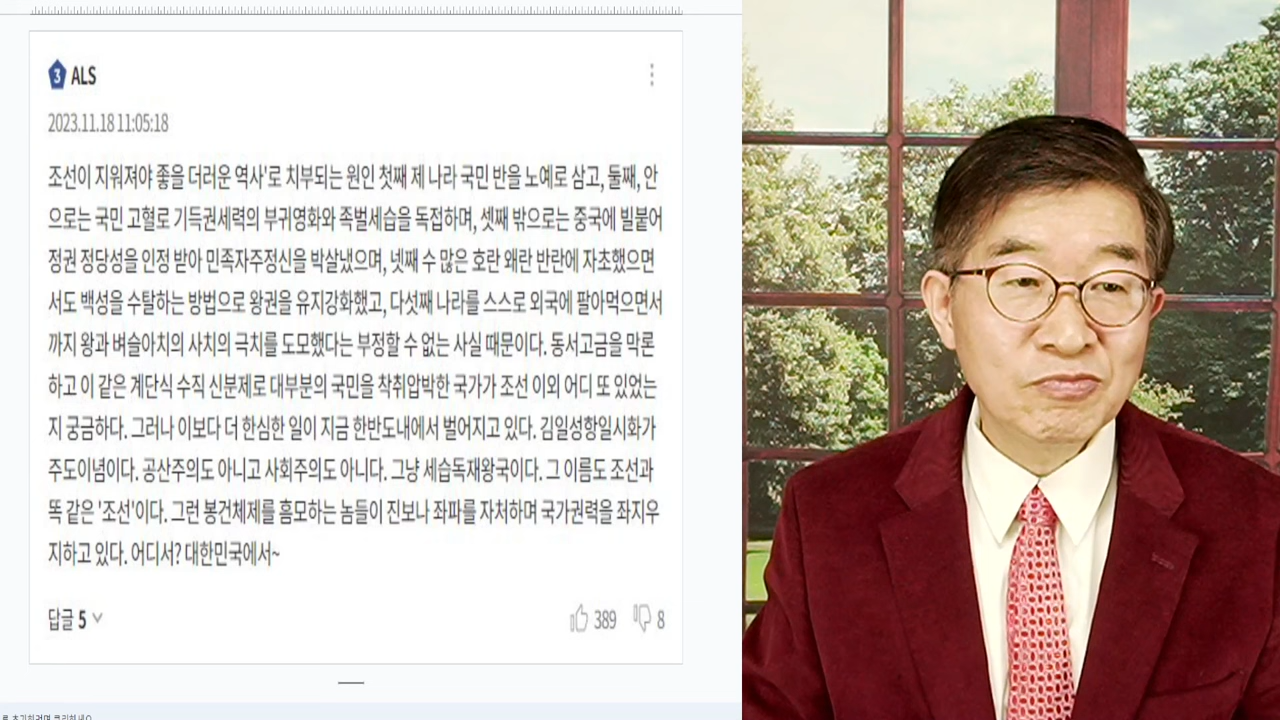 3 ALS
2023.11.18 11:05:18
조선이 지워져야 좋을 더러운 역사'로 치부되는 원인 첫째 제 나라 국민 반을 노예로 삼고, 둘째, 안
으로는 국민 고혈로 기득권세력의 부귀영화와 족벌세습을 독접하며, 셋째 밖으로는 중국에 빌붙어
정권 정당성을 인정 받아 민족자주정신을 박살냈으며, 넷째 수 많은 호란 왜란 반란에 자초했으면
서도 백성을 수탈하는 방법으로 왕권을 유지강화했고, 다섯째 나라를 스스로 외국에 팔아먹으면서
까지 왕과 벼슬아치의 사치의 극치를 도모했다는 부정할 수 없는 사실 때문이다. 동서고금을 막론
하고 이 같은 계단식 수직 신분제로 대부분의 국민을 착취압박한 국가가 조선 이외 어디 또 있었는
지 궁금하다. 그러나 이보다 더 한심한 일이 지금 한반도내에서 벌어지고 있다. 김일성항일시화가
주도이념이다. 공산주의도 아니고 사회주의도 아니다. 그냥 세습독재왕국이다. 그 이름도 조선과
똑 같은 '조선'이다. 그런 봉건체제를 흠모하는 놈들이 진보나 좌파를 자처하며 국가권력을 좌지우
지하고 있다. 어디서? 대한민국에서~
답글 5
389 8